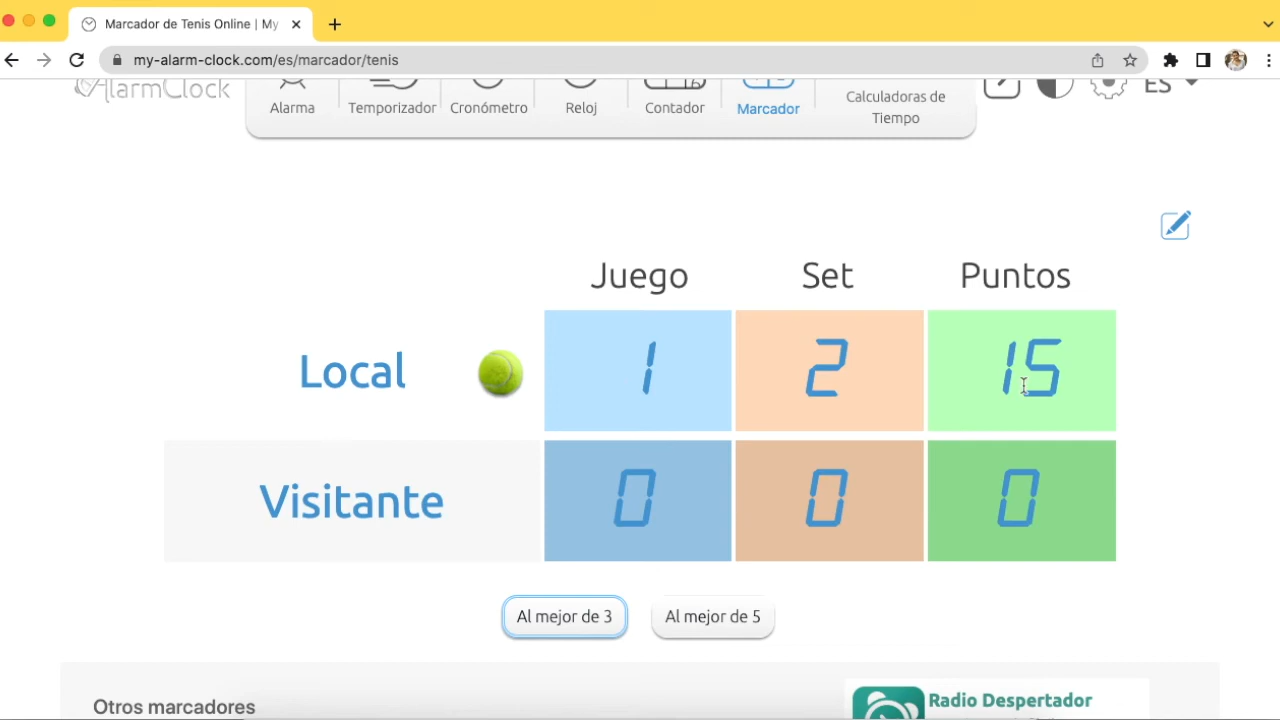 Marcador de Tenis Online | My
my-alarm-clock.com/es/marcador/tenis
AlarmClock
Alarma
Temporizador
Cronómetro
Reloj
Contador
Marcador
Calculadoras de
Tiempo
ES
Juego Set Puntos
Local 1 2 15
Visitante 0 0 0
Al mejor de 3 Al mejor de 5
Otros marcadores
Radio Despertador